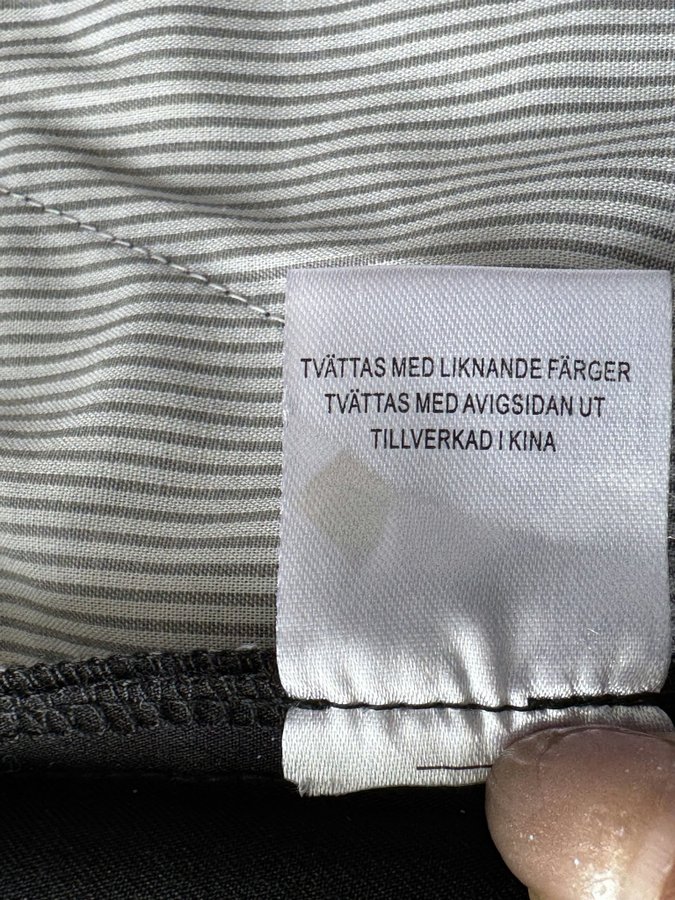 TVÄTTAS MED LIKNANDE FÄRGER
TVÄTTAS MED AVIGSIDAN UT
TILLVERKAD I KINA